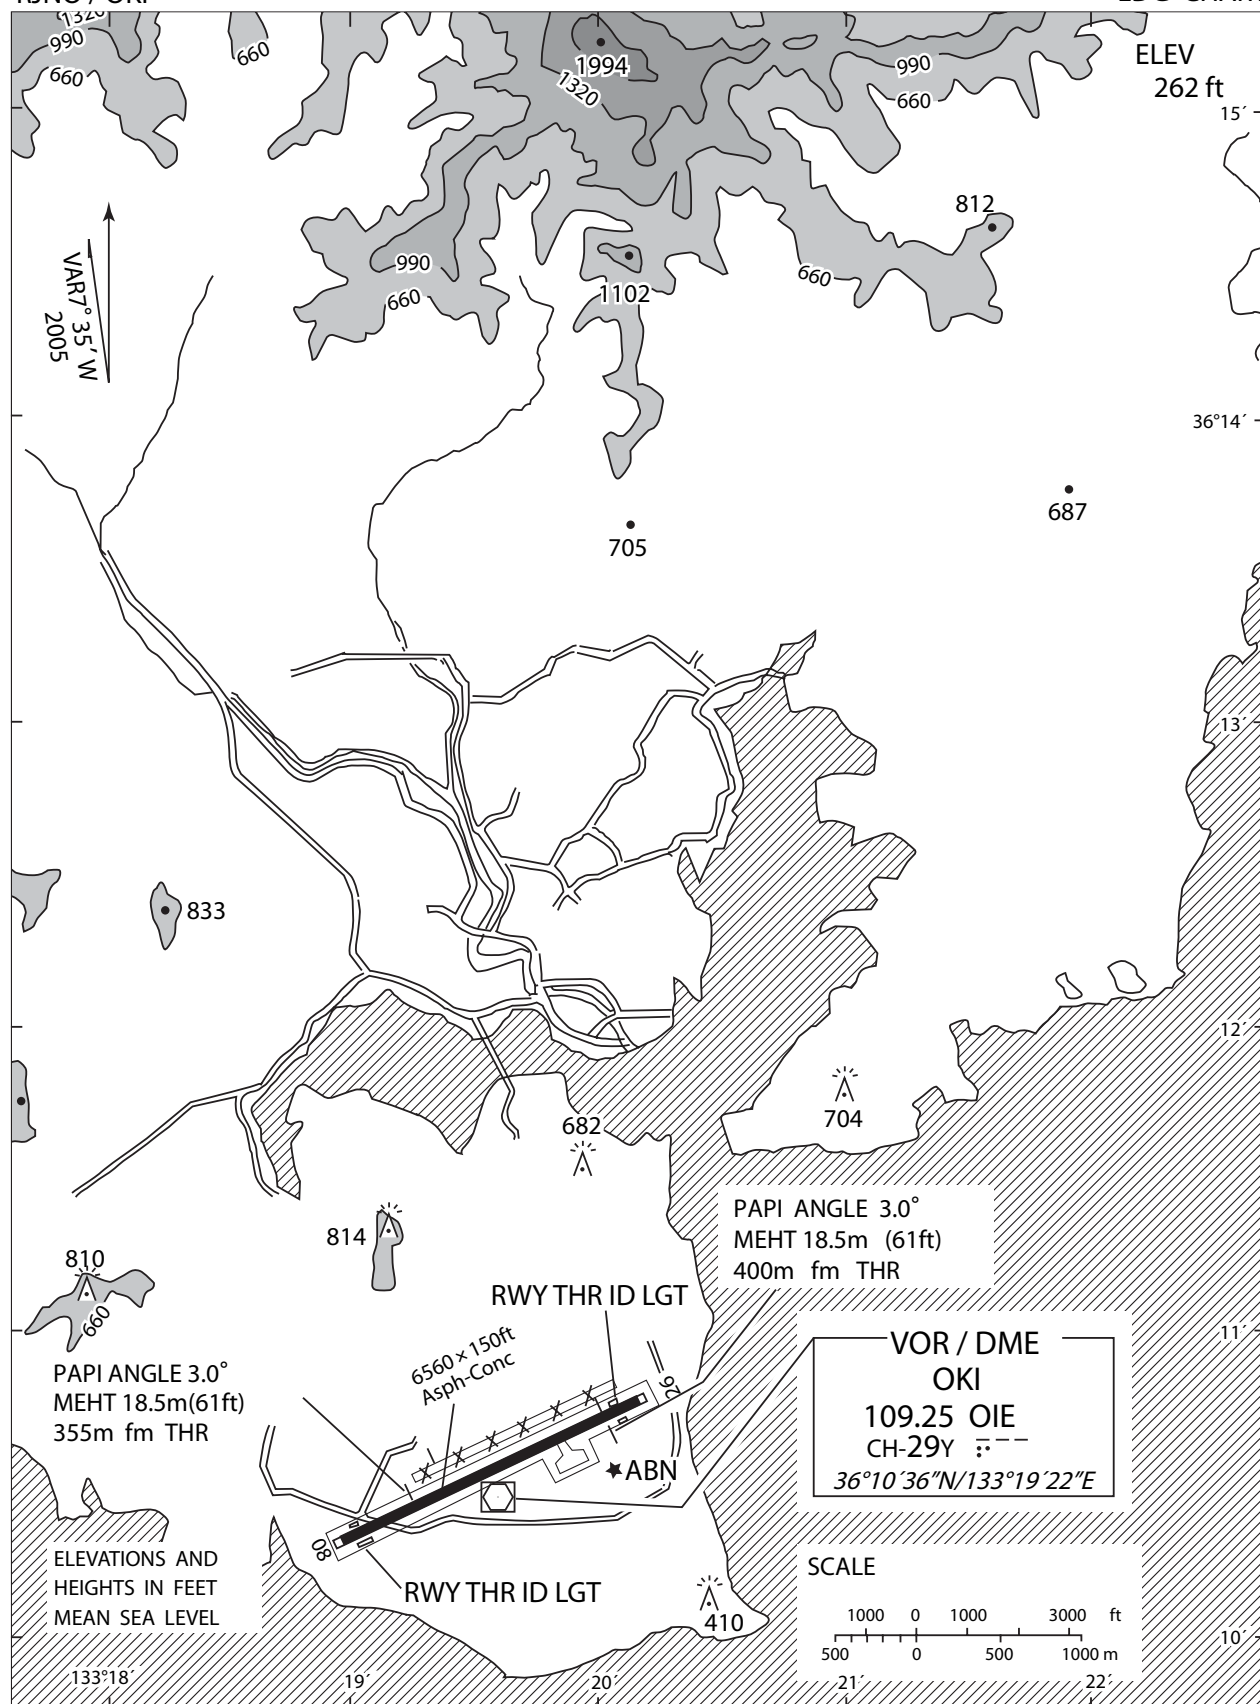 1320
990
660
660
1994
1320
990
660
ELEV
262 ft
15´
812
VAR7° 35´ W
2005
990
660
1102
660
36°14´
687
705
13´
833
12´
704
682
814
810
660
PAPI ANGLE 3.0°
MEHT 18.5m (61ft)
400m fm THR
RWY THR ID LGT
11´
6560 × 150ft
Asph-Conc
PAPI ANGLE 3.0°
MEHT 18.5m(61ft)
355m fm THR
26
VOR / DME
OKI
109.25 OIE
CH-29Y
36°10´36″N/133°19´22″E
ABN
08
ELEVATIONS AND
HEIGHTS IN FEET
MEAN SEA LEVEL
RWY THR ID LGT
410
SCALE
1000 0 1000 3000 ft
500 0 500 1000 m
10´
133°18´
19´
20´
21´
22´